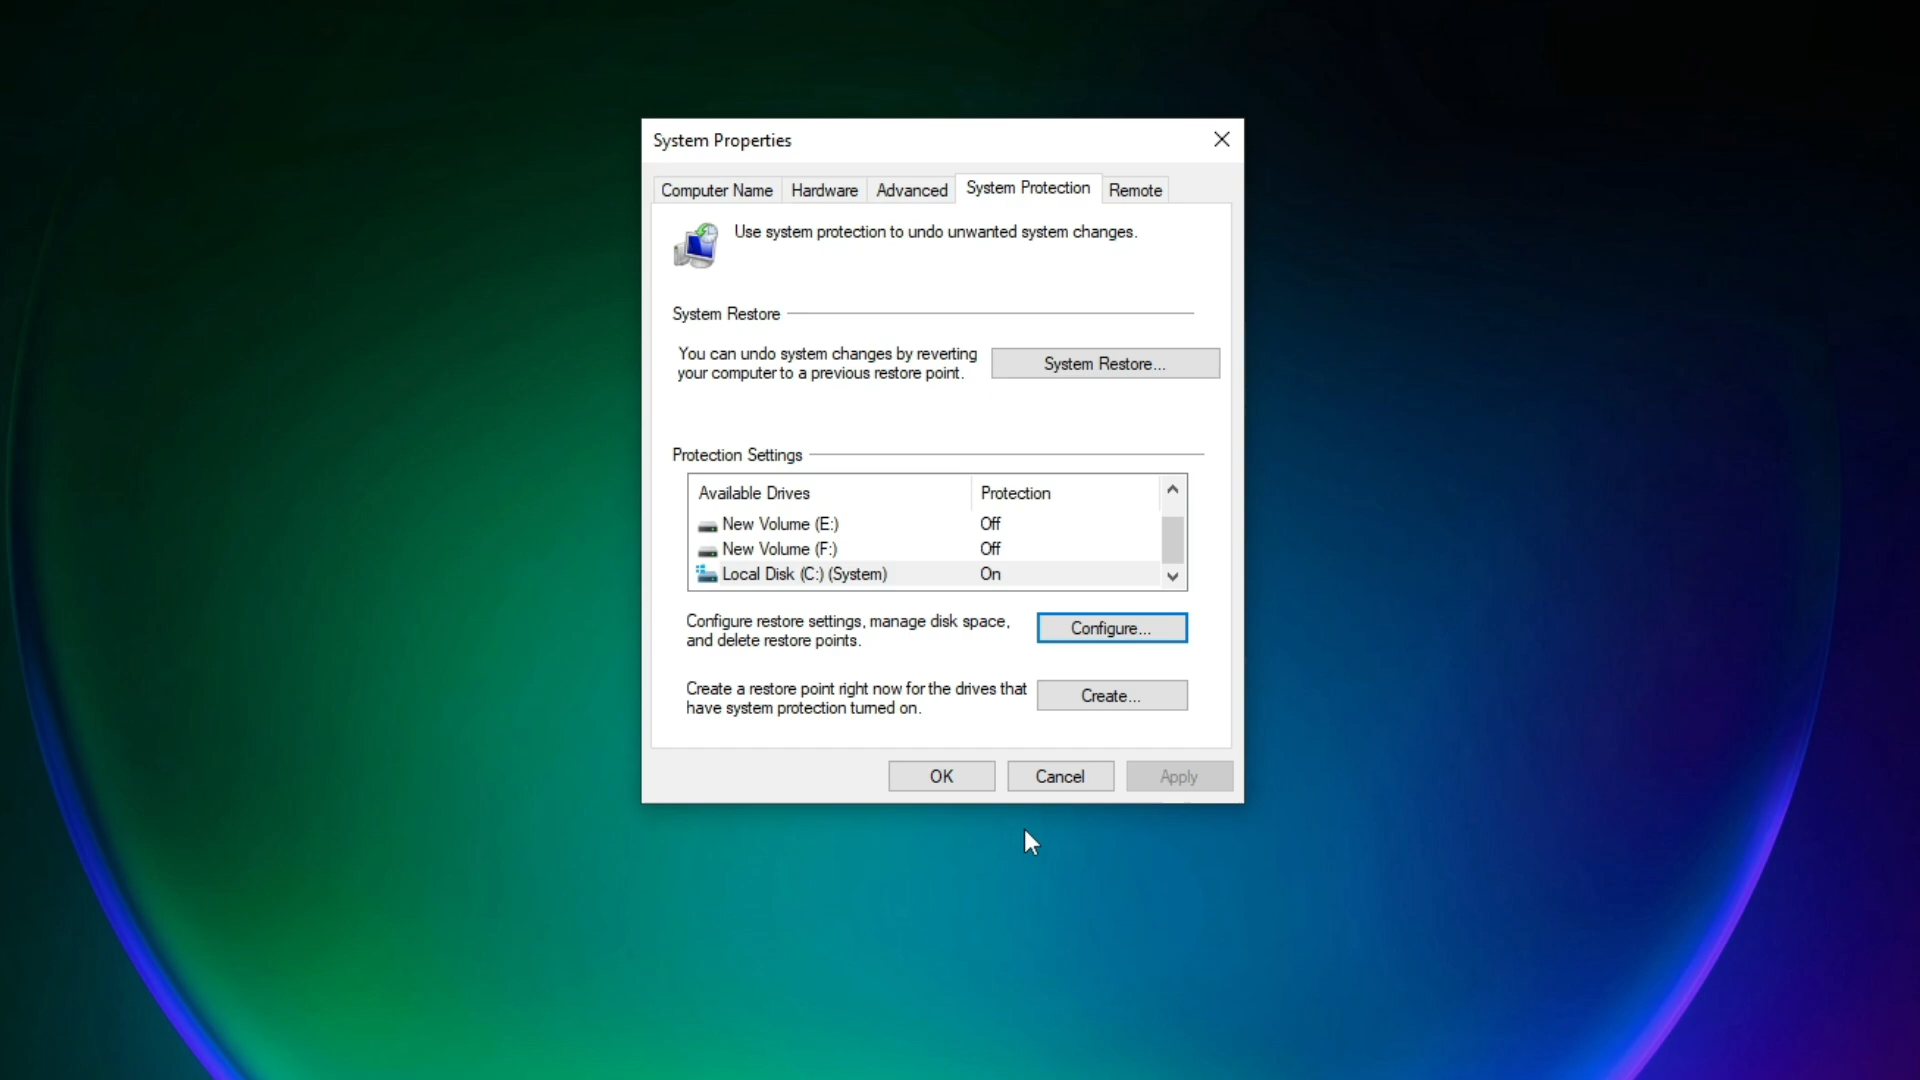 System Properties
Computer Name Hardware Advanced System Protection Remote
Use system protection to undo unwanted system changes.
System Restore
You can undo system changes by reverting
your computer to a previous restore point.
System Restore...
Protection Settings
Available Drives Protection
New Volume (E:) Off
New Volume (F:) Off
Local Disk (C:) (System) On
Configure restore settings, manage disk space,
and delete restore points.
Configure...
Create a restore point right now for the drives that
have system protection turned on.
Create...
OK Cancel Apply